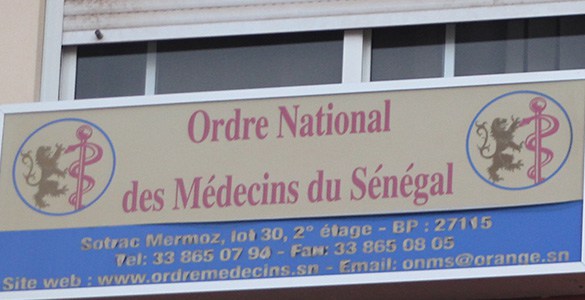 Ordre National
des Médecins du Sénégal
Sotrac Mermoz, lot 30, 2° étage - BP : 27115
Tel: 33 865 07 94 - Fax: 33 865 08 05
Site web : www.ordremedecins.sn - Email: onms@orange.sn